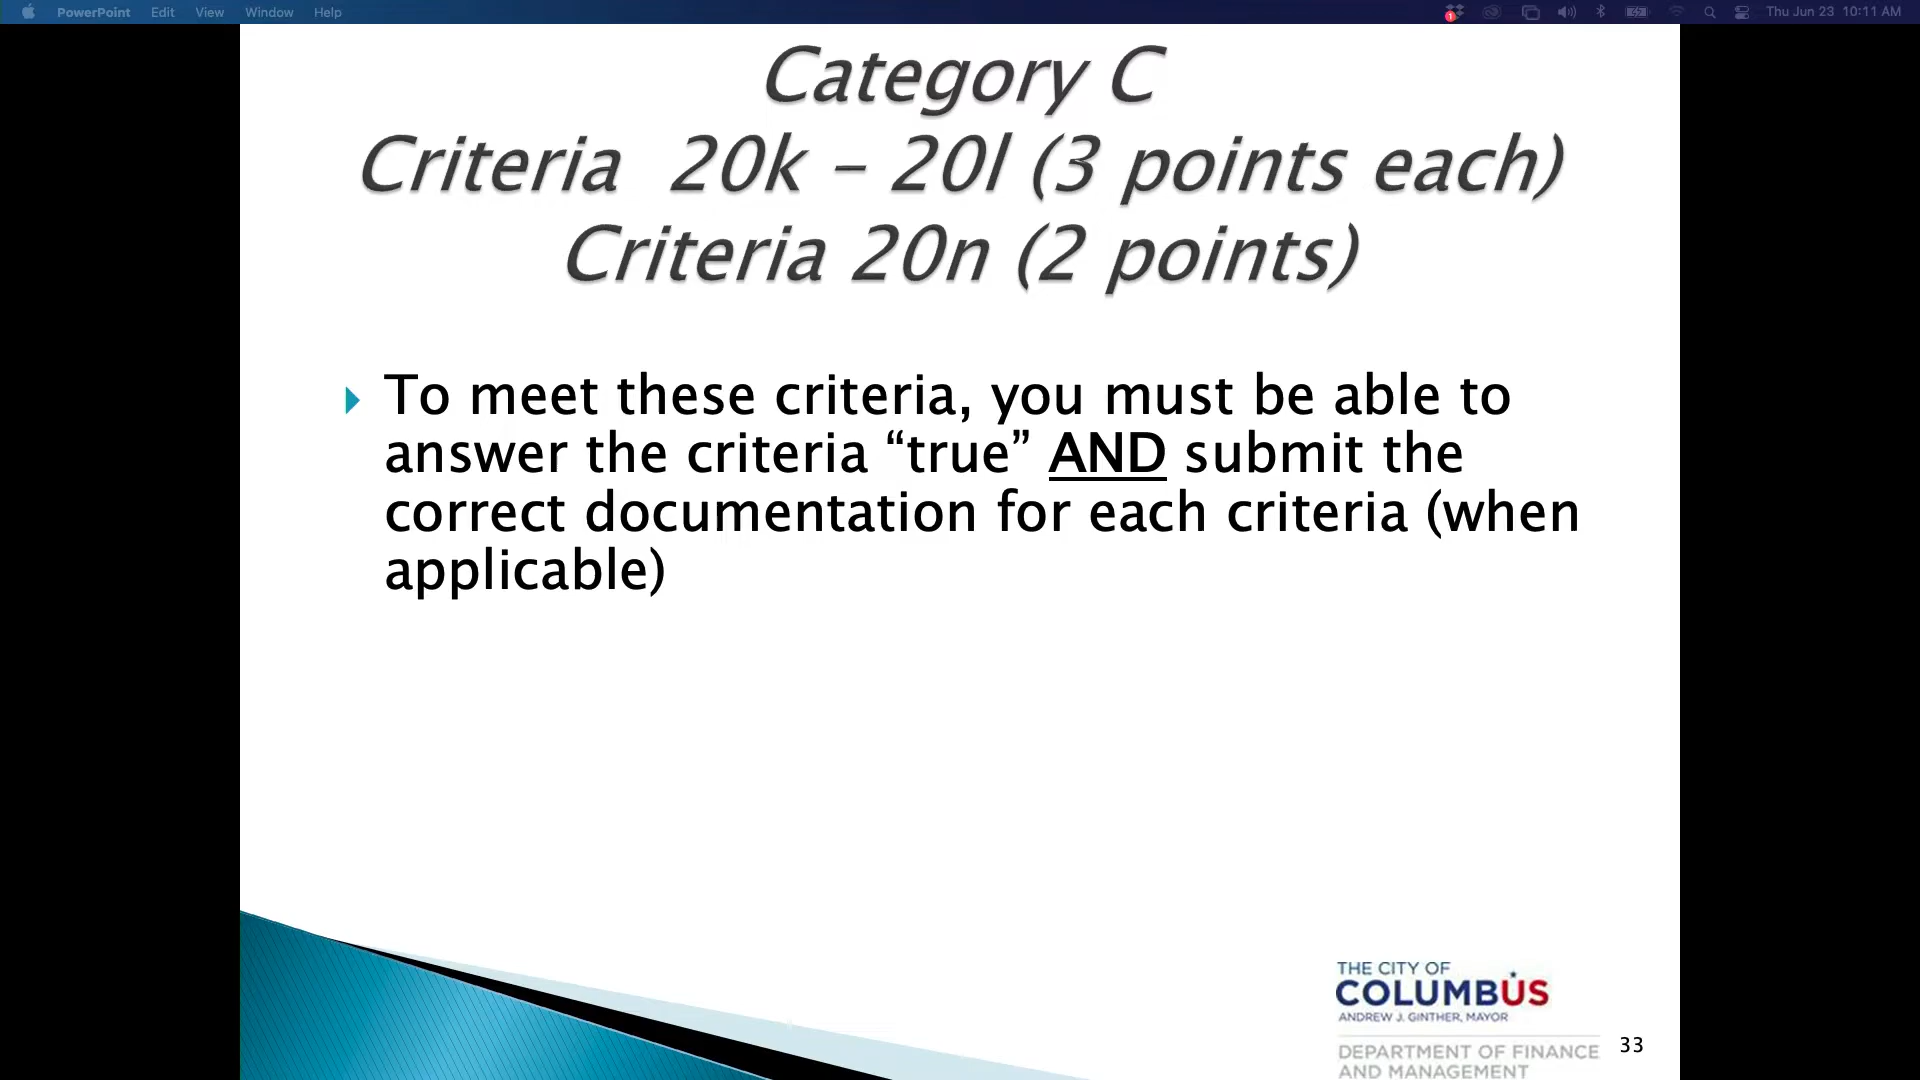 PowerPoint Edit View Window Help
1
Thu Jun 23 10:11 AM
Category C
Criteria 20k – 20l (3 points each)
Criteria 20n (2 points)
To meet these criteria, you must be able to
answer the criteria “true” AND submit the
correct documentation for each criteria (when
applicable)
THE CITY OF
COLUMBUS
ANDREW J. GINTHER, MAYOR
DEPARTMENT OF FINANCE
AND MANAGEMENT
33